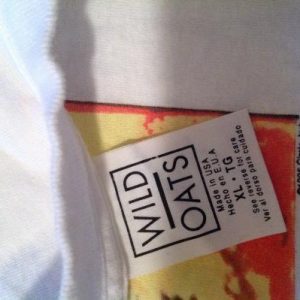 WILD
OATS
Made in USA
Hecho en E.U.A
XL • TG
See reverse for care
Ver al dorso para cuidado